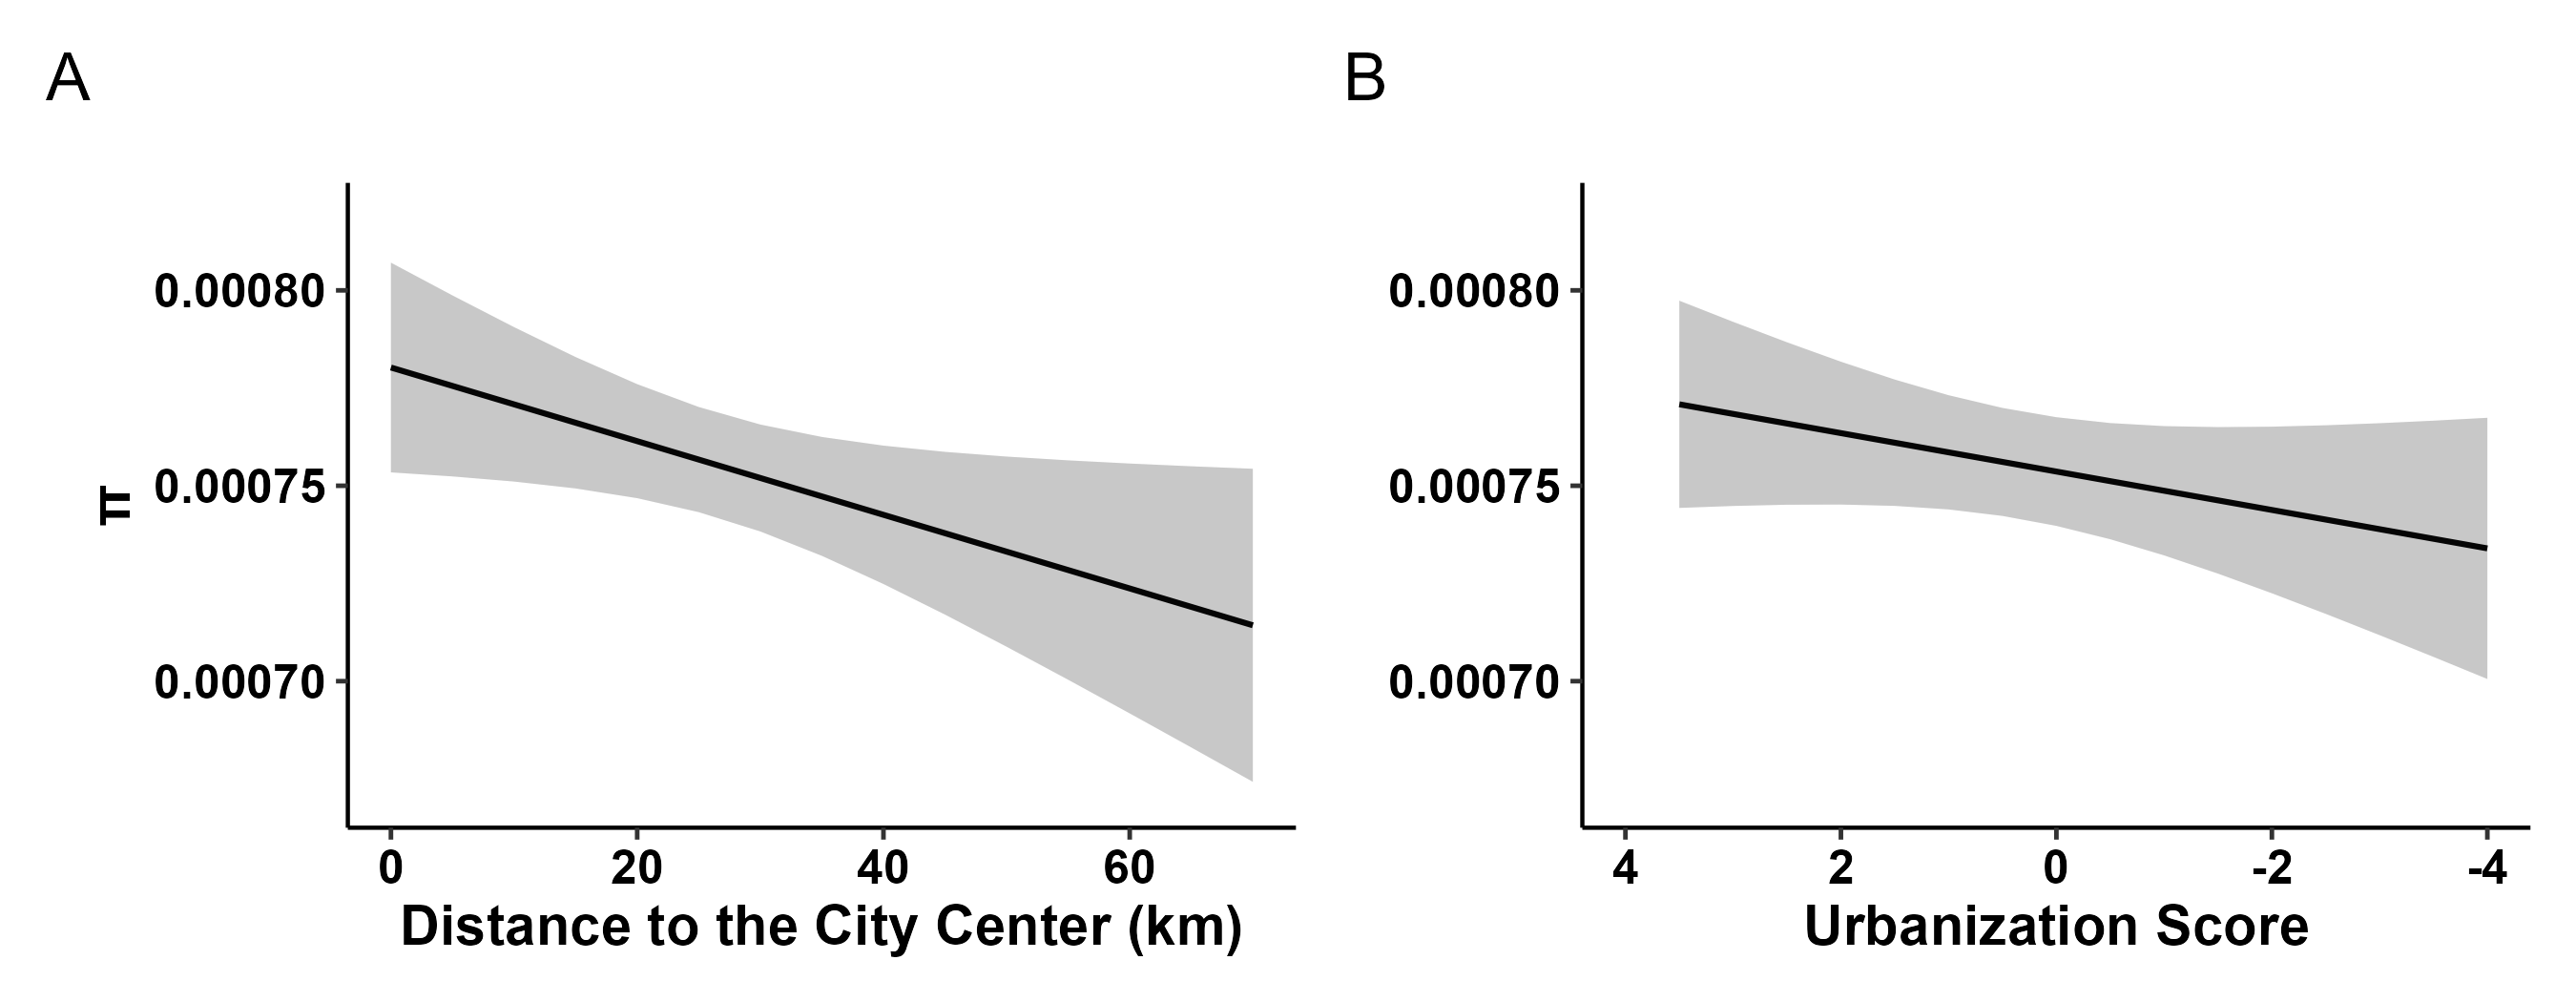 A
B
π
0.00080
0.00075
0.00070
0 20 40 60
Distance to the City Center (km)
0.00080
0.00075
0.00070
4 2 0 -2 -4
Urbanization Score